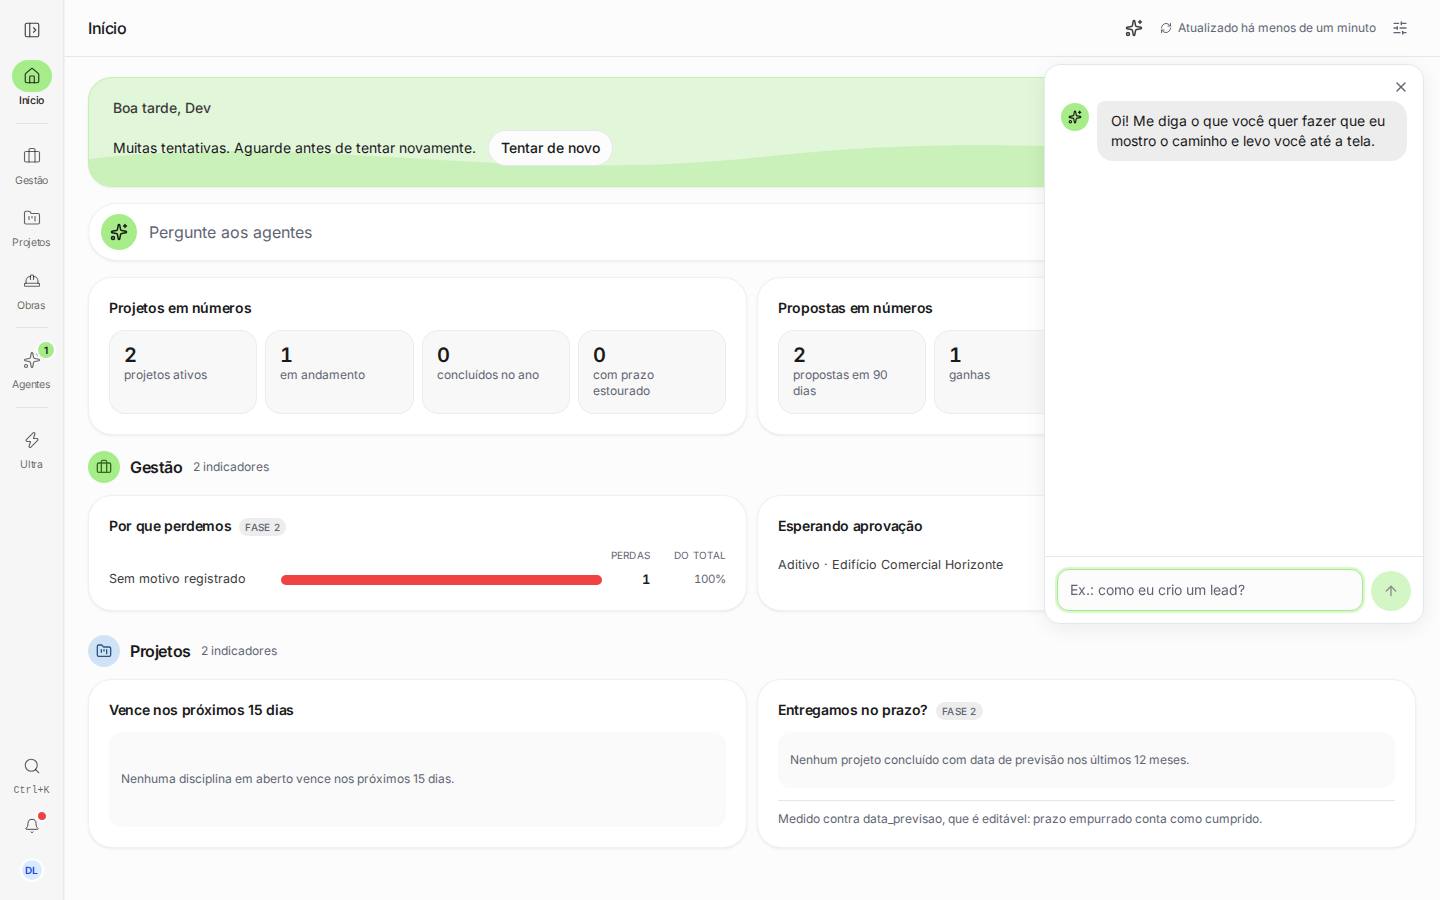 Início
Gestão
Projetos
Obras
1
Agentes
Ultra
Ctrl+K
DL
Início
Atualizado há menos de um minuto
Boa tarde, Dev
Muitas tentativas. Aguarde antes de tentar novamente.
Tentar de novo
Pergunte aos agentes
Projetos em números
2
projetos ativos
1
em andamento
0
concluídos no ano
0
com prazo
estourado
Propostas em números
2
propostas em 90
dias
1
ganhas
Gestão 2 indicadores
Por que perdemos FASE 2
PERDAS DO TOTAL
Sem motivo registrado 1 100%
Esperando aprovação
Aditivo · Edifício Comercial Horizonte
Projetos 2 indicadores
Vence nos próximos 15 dias
Nenhuma disciplina em aberto vence nos próximos 15 dias.
Entregamos no prazo? FASE 2
Nenhum projeto concluído com data de previsão nos últimos 12 meses.
Medido contra data_previsao, que é editável: prazo empurrado conta como cumprido.
Oi! Me diga o que você quer fazer que eu
mostro o caminho e levo você até a tela.
Ex.: como eu crio um lead?